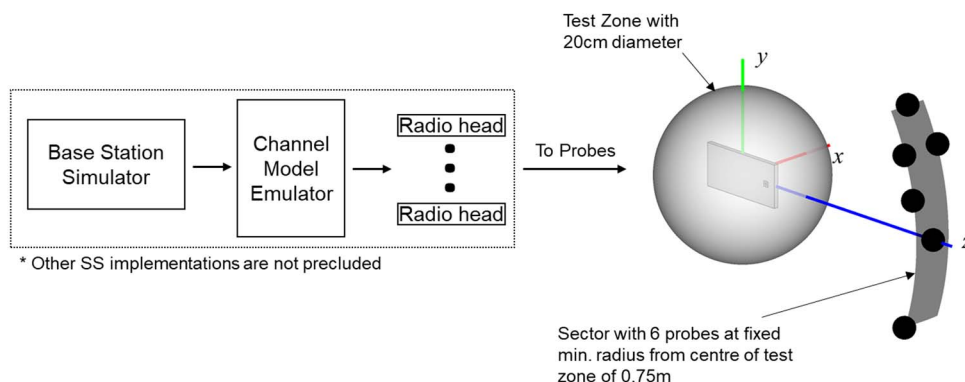 Test Zone with
20cm diameter
y
x
z
Base Station
Simulator
Channel
Model
Emulator
Radio head
Radio head
To Probes
* Other SS implementations are not precluded
Sector with 6 probes at fixed
min. radius from centre of test
zone of 0.75m